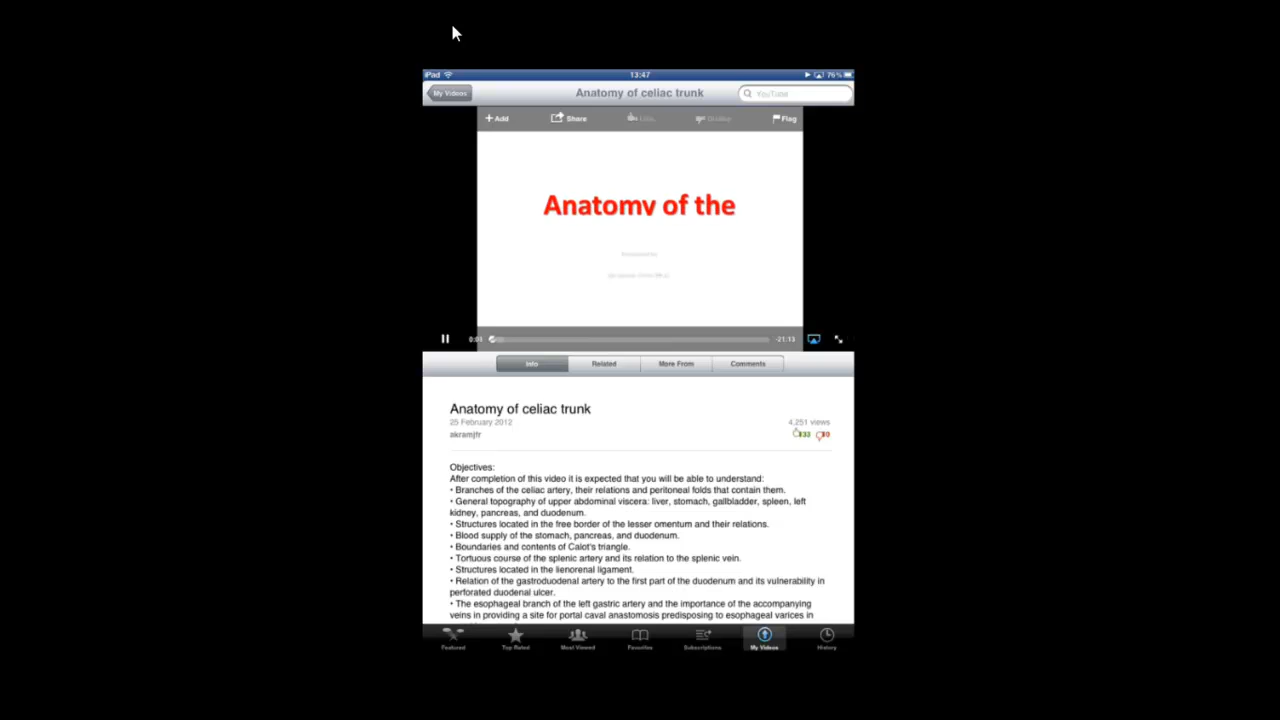 iPad 13:47 76%
My Videos Anatomy of celiac trunk YouTube
+ Add Share Dislike Flag
Anatomy of the
0:01 -21:13
Info Related More From Comments
Anatomy of celiac trunk
25 February 2012 4,251 views
akramjfr 33 0
Objectives:
After completion of this video it is expected that you will be able to understand:
• Branches of the celiac artery, their relations and peritoneal folds that contain them.
• General topography of upper abdominal viscera: liver, stomach, gallbladder, spleen, left
kidney, pancreas, and duodenum.
• Structures located in the free border of the lesser omentum and their relations.
• Blood supply of the stomach, pancreas, and duodenum.
• Boundaries and contents of Calot's triangle.
• Tortuous course of the splenic artery and its relation to the splenic vein.
• Structures located in the lienorenal ligament.
• Relation of the gastroduodenal artery to the first part of the duodenum and its vulnerability in
perforated duodenal ulcer.
• The esophageal branch of the left gastric artery and the importance of the accompanying
veins in providing a site for portal caval anastomosis predisposing to esophageal varices in
Featured Top Rated Most Viewed Favorites Subscriptions My Videos History